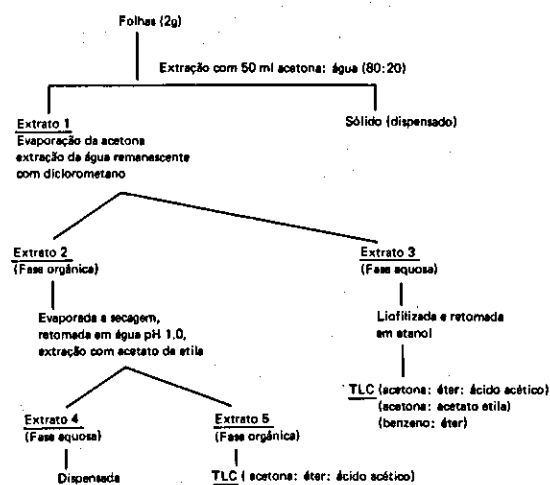 Folhas (2g)
Extração com 50 ml acetona: água (80:20)
Extrato 1
Evaporação da acetona
extração da água remanescente
com diclorometano
Sólido (dispensado)
Extrato 2
(Fase orgânica)
Extrato 3
(Fase aquosa)
Evaporada a secagem,
retomada em água pH 1,0,
extração com acetato de etila
Liofilizada e retomada
em etanol
TLC (acetona: éter: ácido acético)
(acetona: acetato etila)
(benzeno: éter)
Extrato 4
(Fase aquosa)
Extrato 5
(Fase orgânica)
Dispensada
TLC ( acetona: éter: ácido acético)